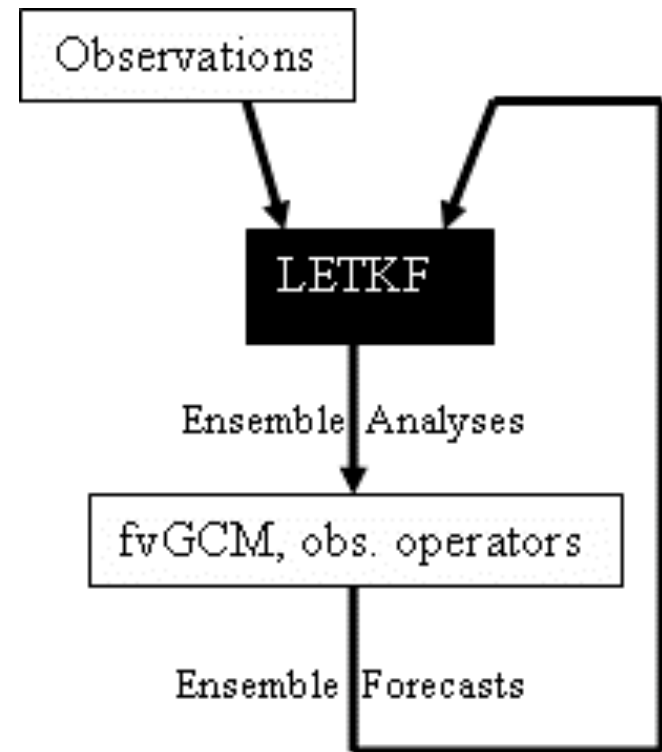 Observations
LETKF
Ensemble Analyses
fvGCM, obs. operators
Ensemble Forecasts